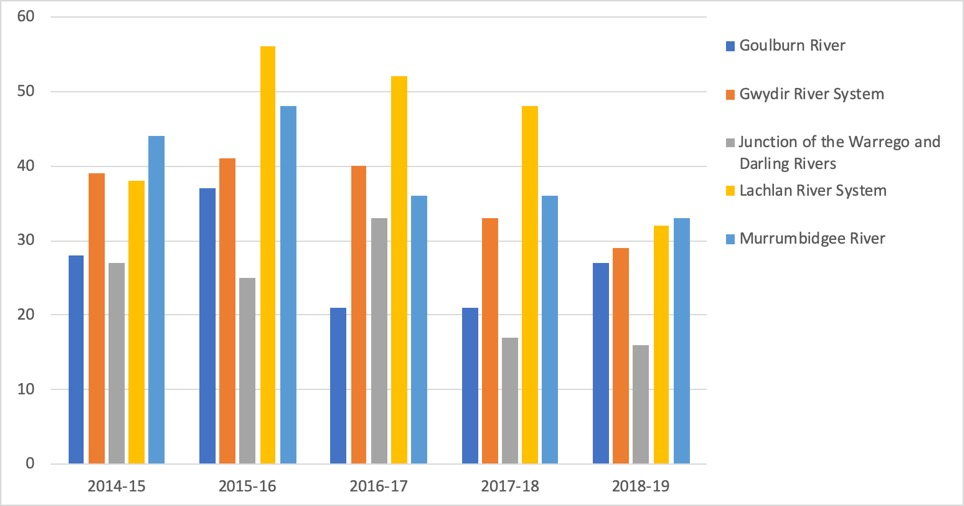 60
50
40
30
20
10
0
2014-15 2015-16 2016-17 2017-18 2018-19
Goulburn River
Gwydir River System
Junction of the Warrego and
Darling Rivers
Lachlan River System
Murrumbidgee River